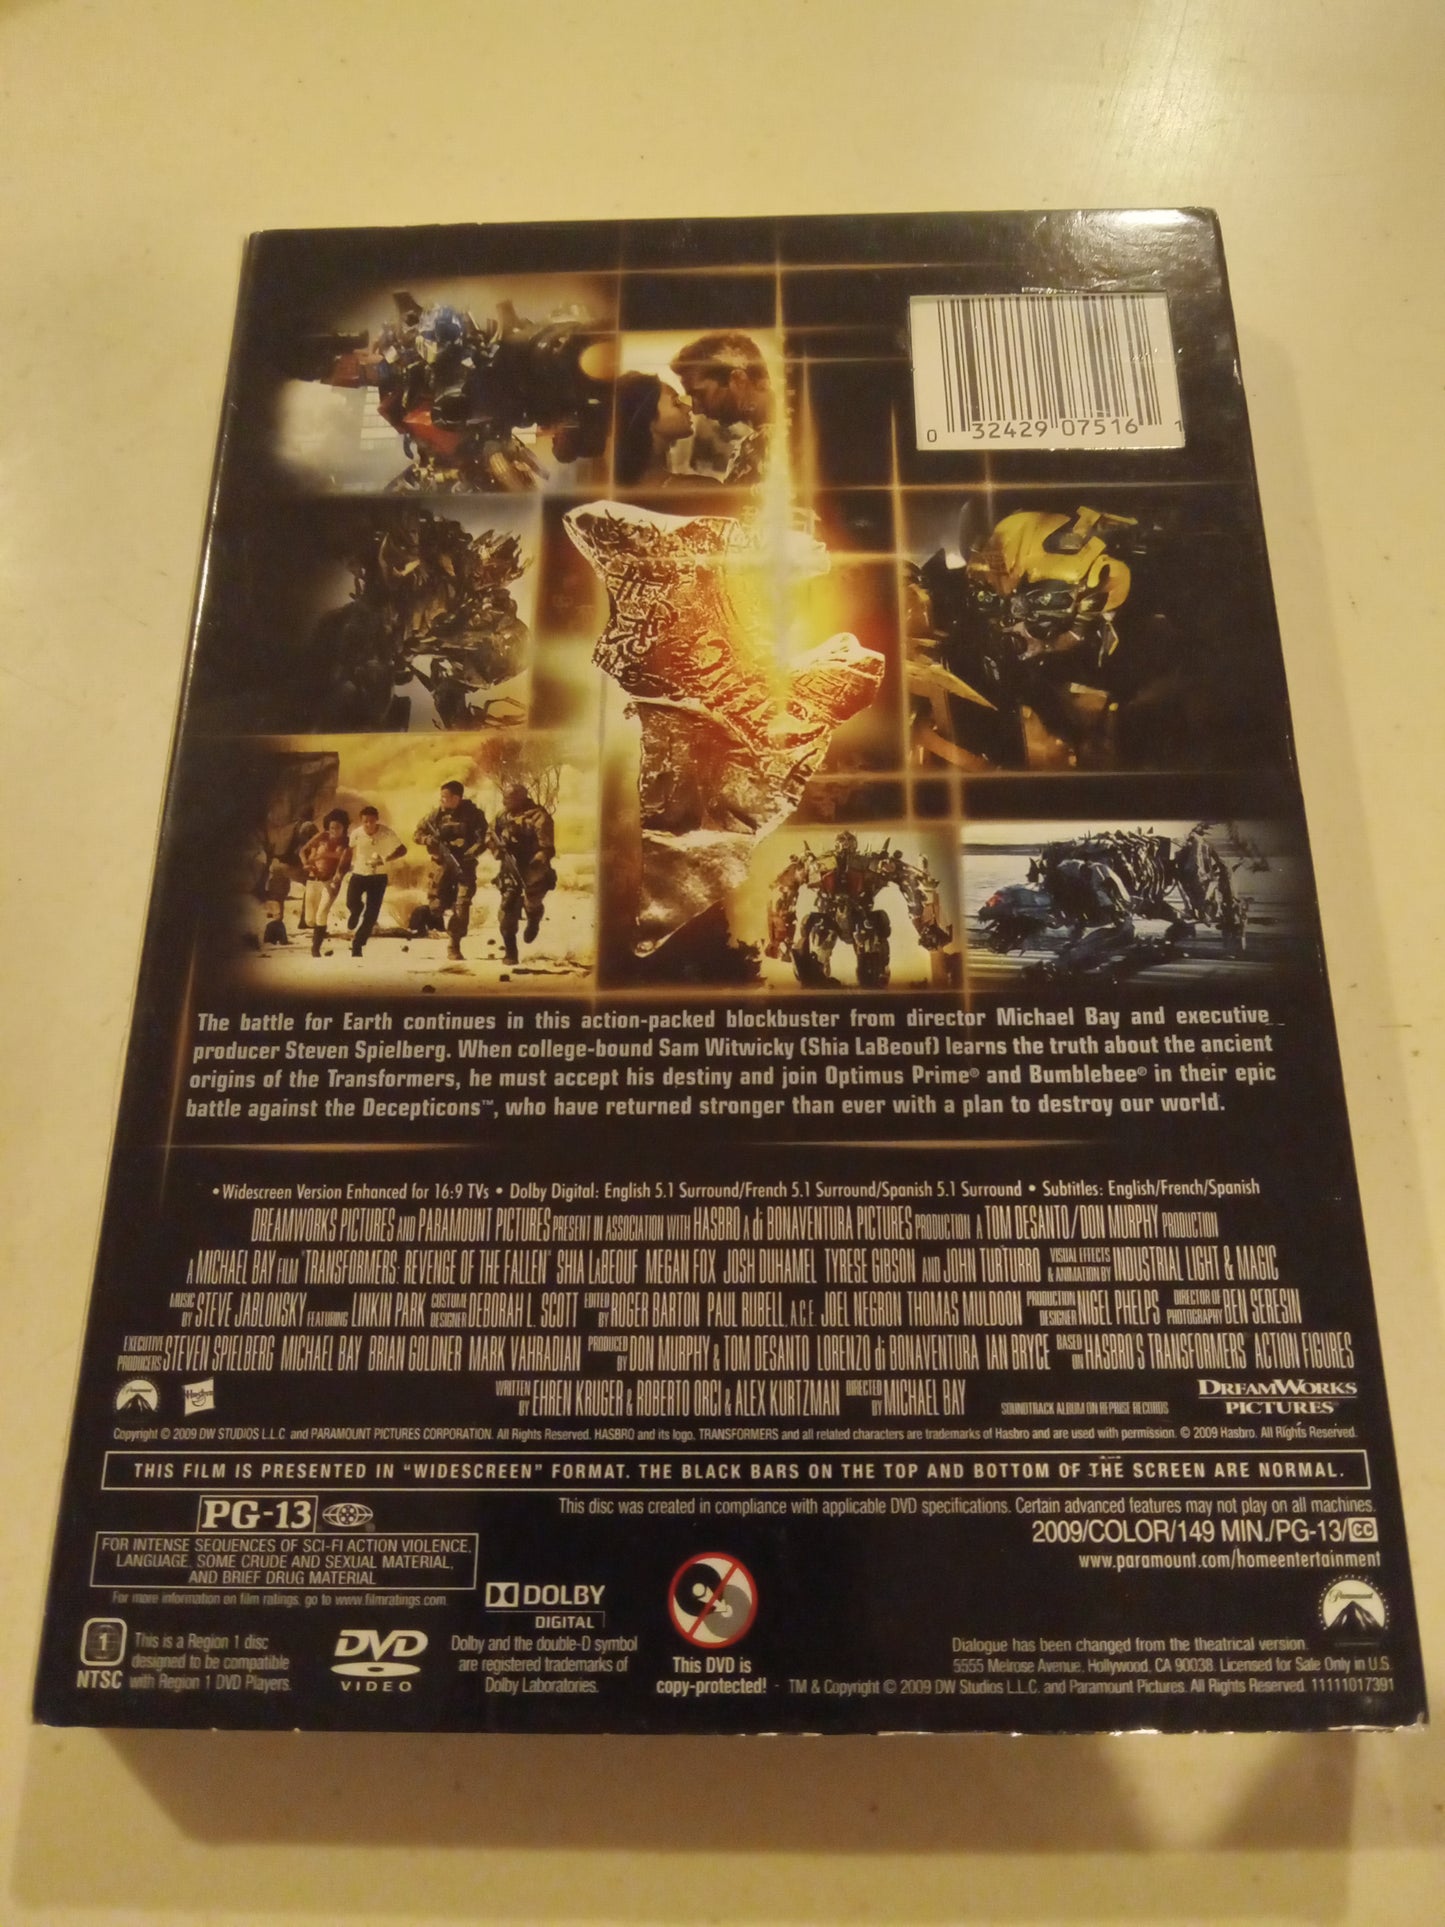 0 32429 07516 1
The battle for Earth continues in this action-packed blockbuster from director Michael Bay and executive
producer Steven Spielberg. When college-bound Sam Witwicky (Shia LaBeouf) learns the truth about the ancient
origins of the Transformers, he must accept his destiny and join Optimus Prime® and Bumblebee® in their epic
battle against the Decepticons™, who have returned stronger than ever with a plan to destroy our world.
• Widescreen Version Enhanced for 16:9 TVs • Dolby Digital: English 5.1 Surround/French 5.1 Surround/Spanish 5.1 Surround • Subtitles: English/French/Spanish
DREAMWORKS PICTURES AND PARAMOUNT PICTURES PRESENT IN ASSOCIATION WITH HASBRO A di BONAVENTURA PICTURES PRODUCTION A TOM DESANTO/DON MURPHY PRODUCTION
A MICHAEL BAY FILM "TRANSFORMERS: REVENGE OF THE FALLEN" SHIA LaBEOUF MEGAN FOX JOSH DUHAMEL TYRESE GIBSON AND JOHN TURTURRO VISUAL EFFECTS & ANIMATION BY INDUSTRIAL LIGHT & MAGIC
MUSIC BY STEVE JABLONSKY FEATURING LINKIN PARK COSTUME DESIGNER DEBORAH L. SCOTT EDITED BY ROGER BARTON PAUL RUBELL, A.C.E. JOEL NEGRON THOMAS MULDOON PRODUCTION DESIGNER NIGEL PHELPS DIRECTOR OF PHOTOGRAPHY BEN SERESIN
EXECUTIVE PRODUCERS STEVEN SPIELBERG MICHAEL BAY BRIAN GOLDNER MARK VAHRADIAN PRODUCED BY DON MURPHY & TOM DESANTO LORENZO di BONAVENTURA IAN BRYCE BASED ON HASBRO'S TRANSFORMERS™ ACTION FIGURES
Paramount Hasbro WRITTEN BY EHREN KRUGER & ROBERTO ORCI & ALEX KURTZMAN DIRECTED BY MICHAEL BAY SOUNDTRACK ALBUM ON REPRISE RECORDS DREAMWORKS PICTURES™
Copyright © 2009 DW STUDIOS L.L.C. and PARAMOUNT PICTURES CORPORATION. All Rights Reserved. HASBRO and its logo, TRANSFORMERS and all related characters are trademarks of Hasbro and are used with permission. © 2009 Hasbro. All Rights Reserved.
THIS FILM IS PRESENTED IN "WIDESCREEN" FORMAT. THE BLACK BARS ON THE TOP AND BOTTOM OF THE SCREEN ARE NORMAL.
PG-13
FOR INTENSE SEQUENCES OF SCI-FI ACTION VIOLENCE,
LANGUAGE, SOME CRUDE AND SEXUAL MATERIAL,
AND BRIEF DRUG MATERIAL
For more information on film ratings, go to www.filmratings.com
This disc was created in compliance with applicable DVD specifications. Certain advanced features may not play on all machines.
2009/COLOR/149 MIN./PG-13/CC
www.paramount.com/homeentertainment
1
NTSC
This is a Region 1 disc
designed to be compatible
with Region 1 DVD Players.
DVD
VIDEO
DOLBY
DIGITAL
Dolby and the double-D symbol
are registered trademarks of
Dolby Laboratories.
This DVD is
copy-protected!
Paramount
Dialogue has been changed from the theatrical version.
5555 Melrose Avenue, Hollywood, CA 90038. Licensed for Sale Only in U.S.
TM & Copyright © 2009 DW Studios L.L.C. and Paramount Pictures. All Rights Reserved. 11111017391